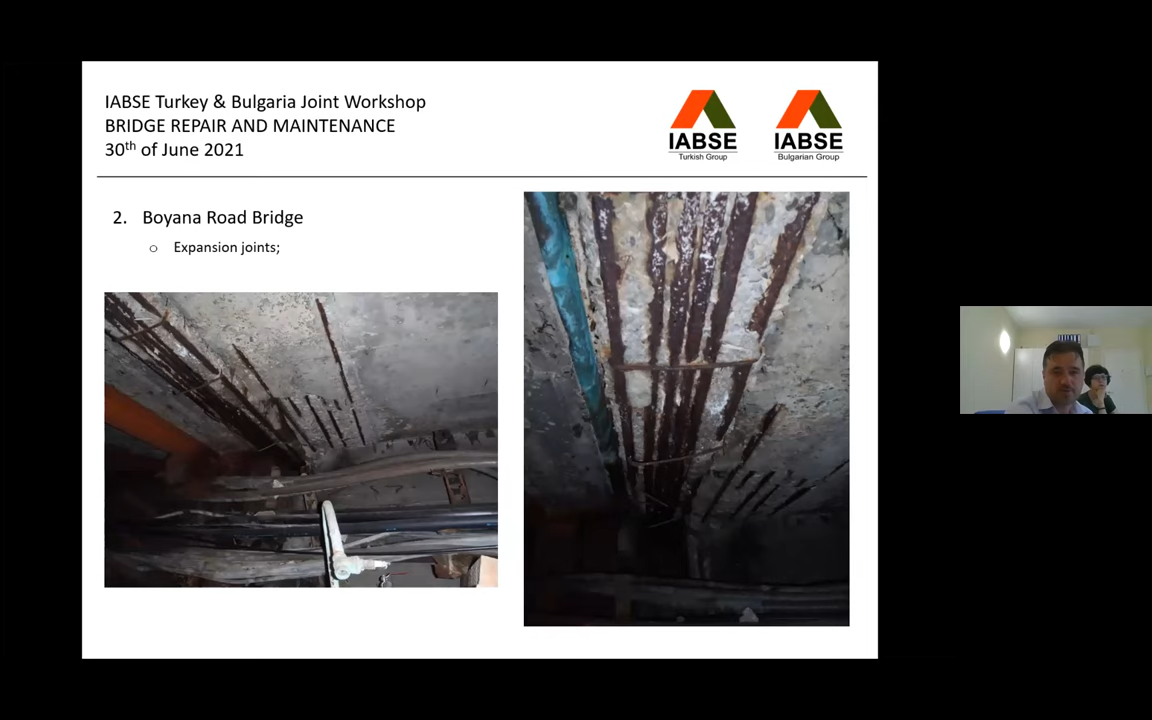 IABSE Turkey & Bulgaria Joint Workshop
BRIDGE REPAIR AND MAINTENANCE
30th of June 2021
IABSE
Turkish Group
IABSE
Bulgarian Group
2. Boyana Road Bridge
o Expansion joints;